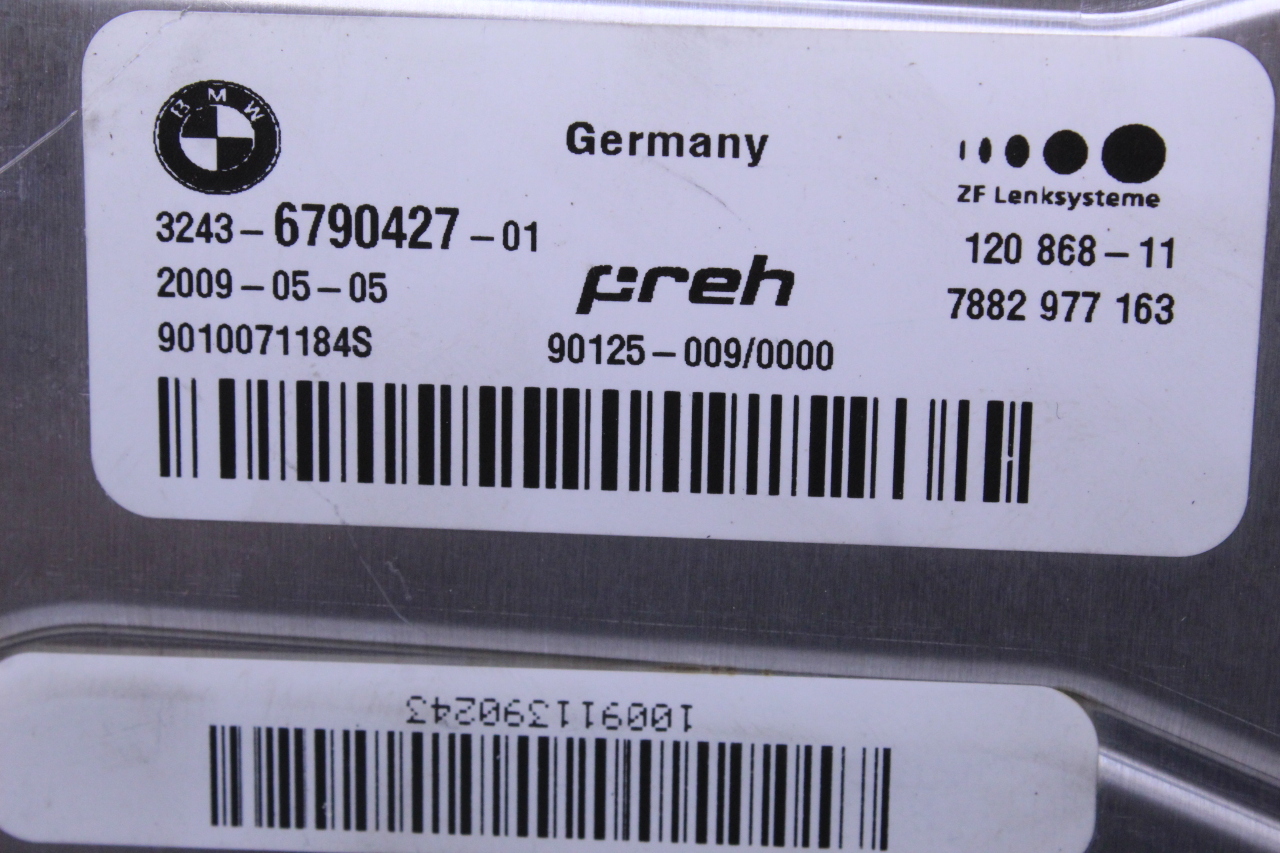 BMW
Germany
ZF Lenksysteme
3243-6790427-01
120 868-11
2009-05-05
preh
7882 977 163
9010071184S
90125-009/0000
100911390243